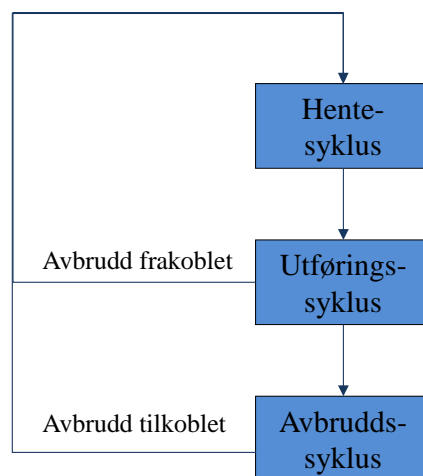 Hente-
syklus
Avbrudd frakoblet
Utførings-
syklus
Avbrudd tilkoblet
Avbrudds-
syklus